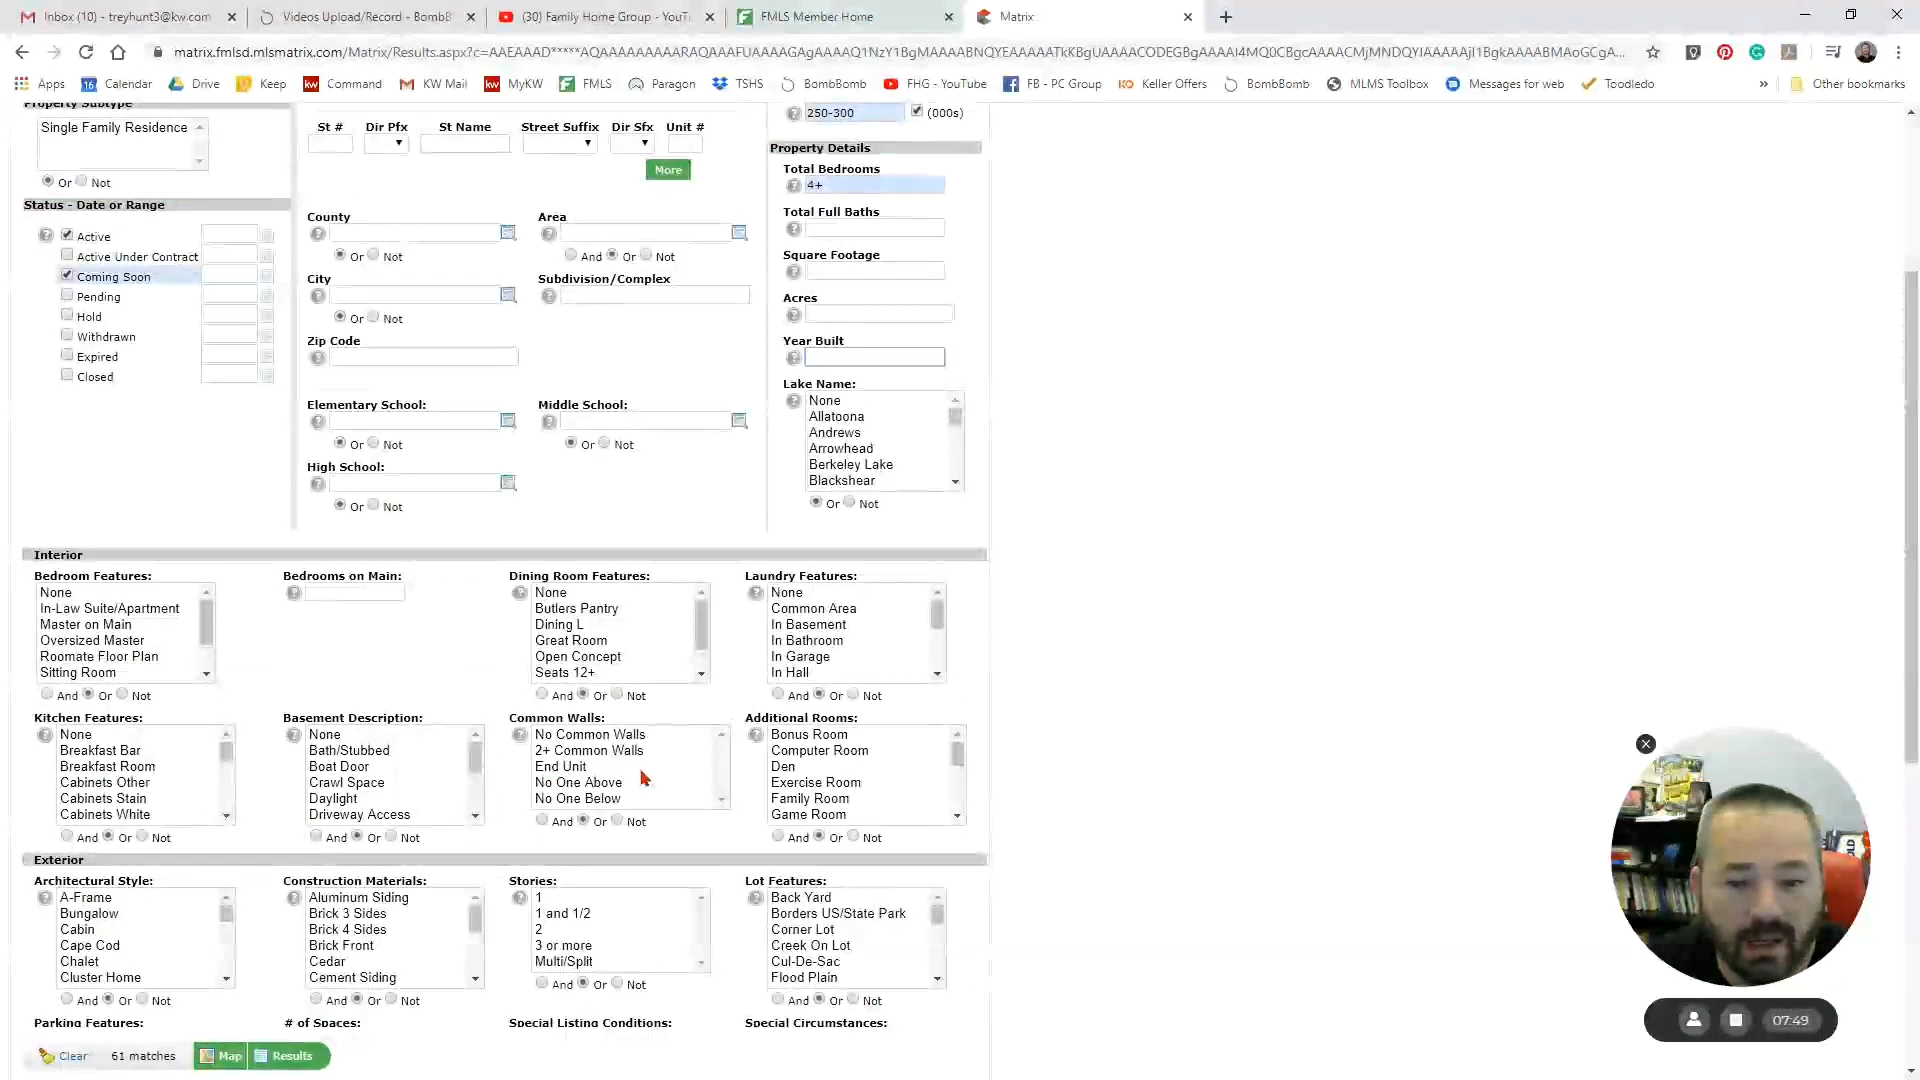 Inbox (10) - treyhunt3@kw.com
Videos Upload/Record - BombB
(30) Family Home Group - YouT
FMLS Member Home
Matrix
matrix.fmlsd.mlsmatrix.com/Matrix/Results.aspx?c=
Apps
Calendar
Drive
Keep
Command
KW Mail
MyKW
FMLS
Paragon
TSHS
BombBomb
FHG - YouTube
FB - PC Group
Keller Offers
BombBomb
MLMS Toolbox
Messages for web
Toodledo
Other bookmarks
Property Subtype
Single Family Residence
Or Not
Status - Date or Range
Active
Active Under Contract
Coming Soon
Pending
Hold
Withdrawn
Expired
Closed
St # Dir Pfx St Name Street Suffix Dir Sfx Unit #
More
County
Or Not
Area
And Or Not
City
Or Not
Subdivision/Complex
Zip Code
Elementary School:
Or Not
Middle School:
Or Not
High School:
Or Not
250-300 (000s)
Property Details
Total Bedrooms
4+
Total Full Baths
Square Footage
Acres
Year Built
Lake Name:
None
Allatoona
Andrews
Arrowhead
Berkeley Lake
Blackshear
Or Not
Interior
Bedroom Features:
None
In-Law Suite/Apartment
Master on Main
Oversized Master
Roomate Floor Plan
Sitting Room
And Or Not
Bedrooms on Main:
Dining Room Features:
None
Butlers Pantry
Dining L
Great Room
Open Concept
Seats 12+
And Or Not
Laundry Features:
None
Common Area
In Basement
In Bathroom
In Garage
In Hall
And Or Not
Kitchen Features:
None
Breakfast Bar
Breakfast Room
Cabinets Other
Cabinets Stain
Cabinets White
And Or Not
Basement Description:
None
Bath/Stubbed
Boat Door
Crawl Space
Daylight
Driveway Access
And Or Not
Common Walls:
No Common Walls
2+ Common Walls
End Unit
No One Above
No One Below
And Or Not
Additional Rooms:
Bonus Room
Computer Room
Den
Exercise Room
Family Room
Game Room
And Or Not
Exterior
Architectural Style:
A-Frame
Bungalow
Cabin
Cape Cod
Chalet
Cluster Home
And Or Not
Construction Materials:
Aluminum Siding
Brick 3 Sides
Brick 4 Sides
Brick Front
Cedar
Cement Siding
And Or Not
Stories:
1
1 and 1/2
2
3 or more
Multi/Split
And Or Not
Lot Features:
Back Yard
Borders US/State Park
Corner Lot
Creek On Lot
Cul-De-Sac
Flood Plain
And Or Not
Parking Features:
# of Spaces:
Special Listing Conditions:
Special Circumstances:
Clear 61 matches Map Results
07:49